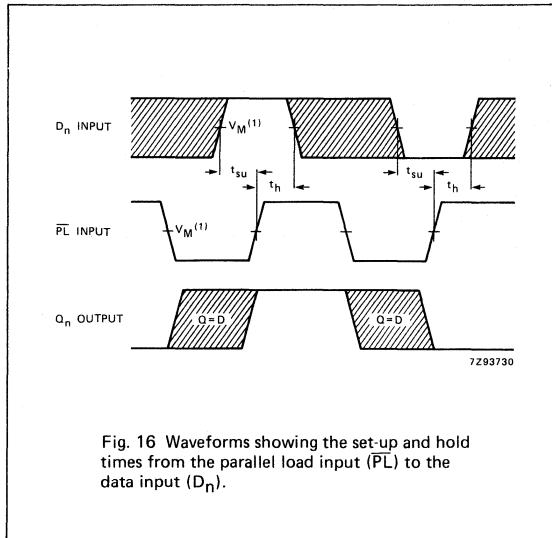 Dn INPUT
VM(1)
tsu
th
tsu
th
PL INPUT
VM(1)
Qn OUTPUT
Q=D
Q=D
7Z93730
Fig. 16 Waveforms showing the set-up and hold
times from the parallel load input (PL) to the
data input (Dn).